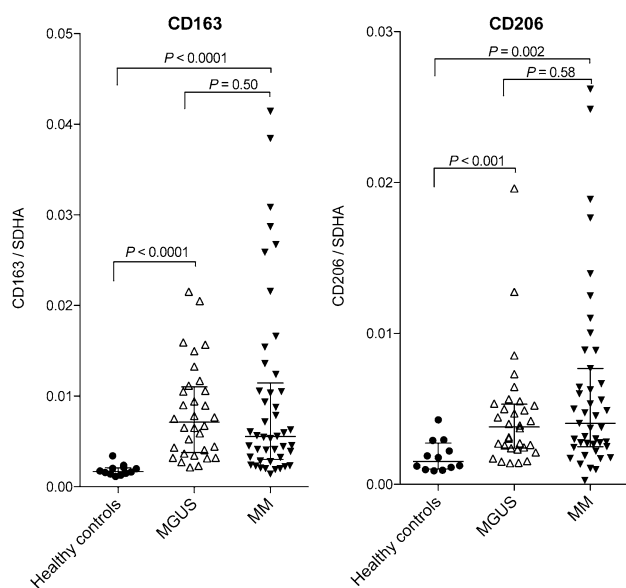 CD163
CD206
0.05
0.04
0.03
0.02
0.01
0.00
CD163 / SDHA
P < 0.0001
P = 0.50
P < 0.0001
Healthy controls
MGUS
MM
0.03
0.02
0.01
0.00
CD206 / SDHA
P = 0.002
P = 0.58
P < 0.001
Healthy controls
MGUS
MM